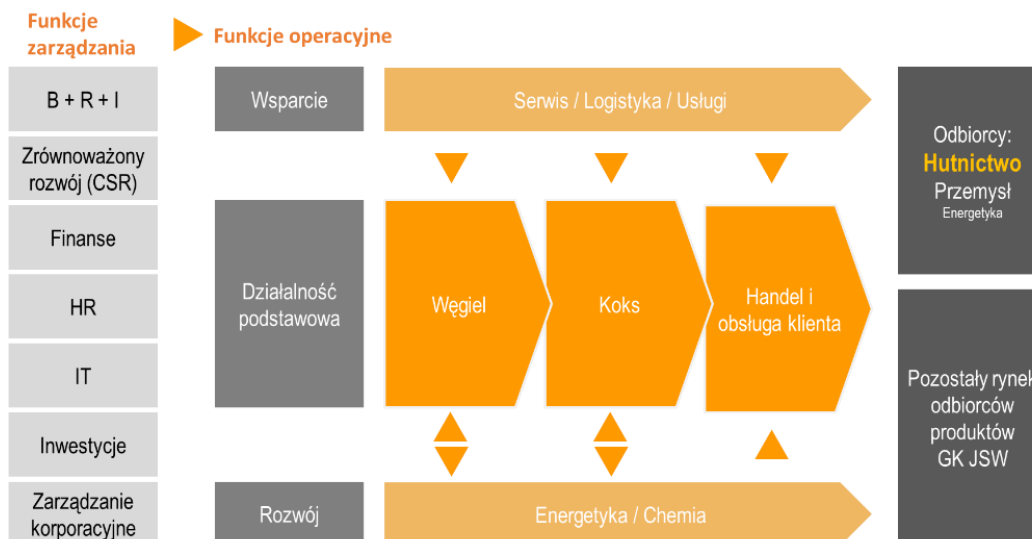 Funkcje
zarządzania
Funkcje operacyjne
B + R + I
Zrównoważony
rozwój (CSR)
Finanse
HR
IT
Inwestycje
Zarządzanie
korporacyjne
Wsparcie
Serwis / Logistyka / Usługi
Działalność
podstawowa
Węgiel
Koks
Handel i
obsługa klienta
Rozwój
Energetyka / Chemia
Odbiorcy:
Hutnictwo
Przemysł
Energetyka
Pozostały rynek
odbiorców
produktów
GK JSW